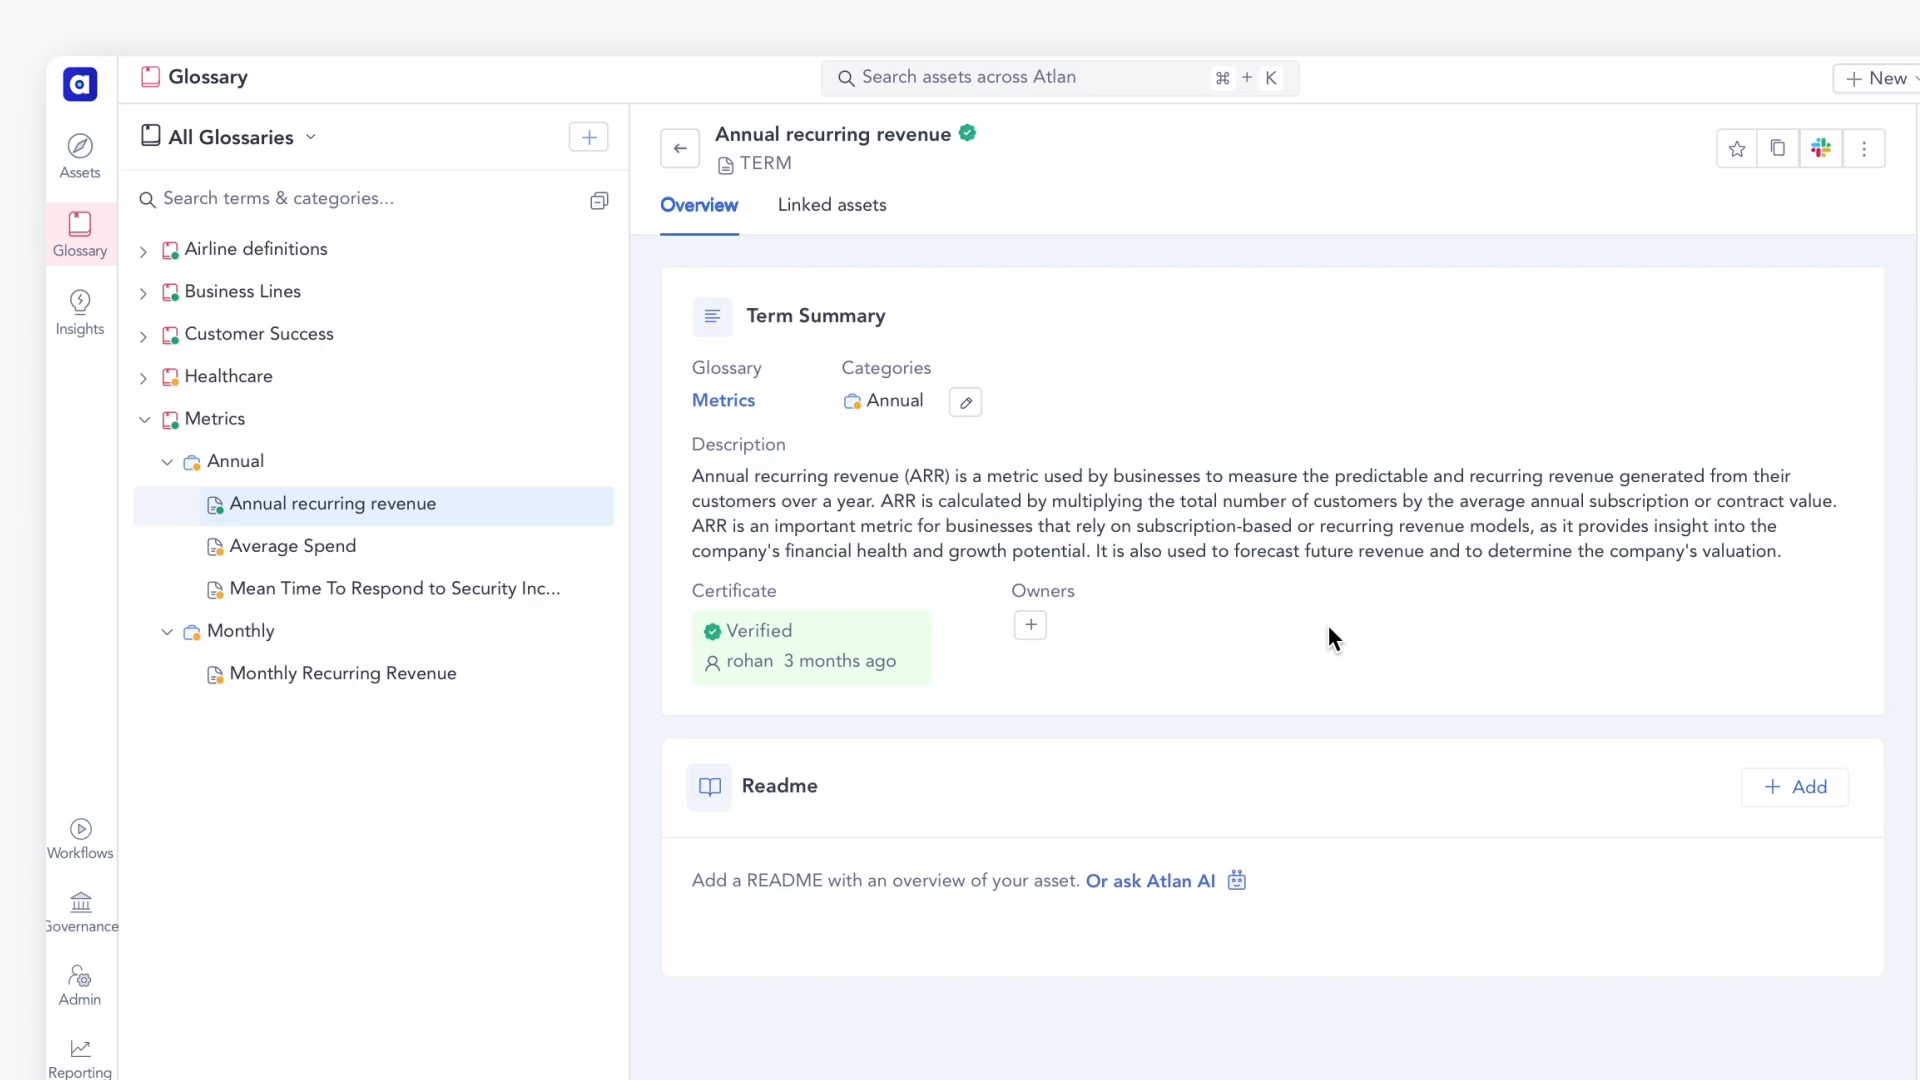 a
Glossary
Search assets across Atlan
⌘ + K
+ New
Assets
Glossary
Insights
Workflows
Governance
Admin
Reporting
All Glossaries
Search terms & categories...
Airline definitions
Business Lines
Customer Success
Healthcare
Metrics
Annual
Annual recurring revenue
Average Spend
Mean Time To Respond to Security Inc...
Monthly
Monthly Recurring Revenue
Annual recurring revenue
TERM
Overview
Linked assets
Term Summary
Glossary
Categories
Metrics
Annual
Description
Annual recurring revenue (ARR) is a metric used by businesses to measure the predictable and recurring revenue generated from their
customers over a year. ARR is calculated by multiplying the total number of customers by the average annual subscription or contract value.
ARR is an important metric for businesses that rely on subscription-based or recurring revenue models, as it provides insight into the
company's financial health and growth potential. It is also used to forecast future revenue and to determine the company's valuation.
Certificate
Owners
Verified
rohan 3 months ago
Readme
+ Add
Add a README with an overview of your asset. Or ask Atlan AI